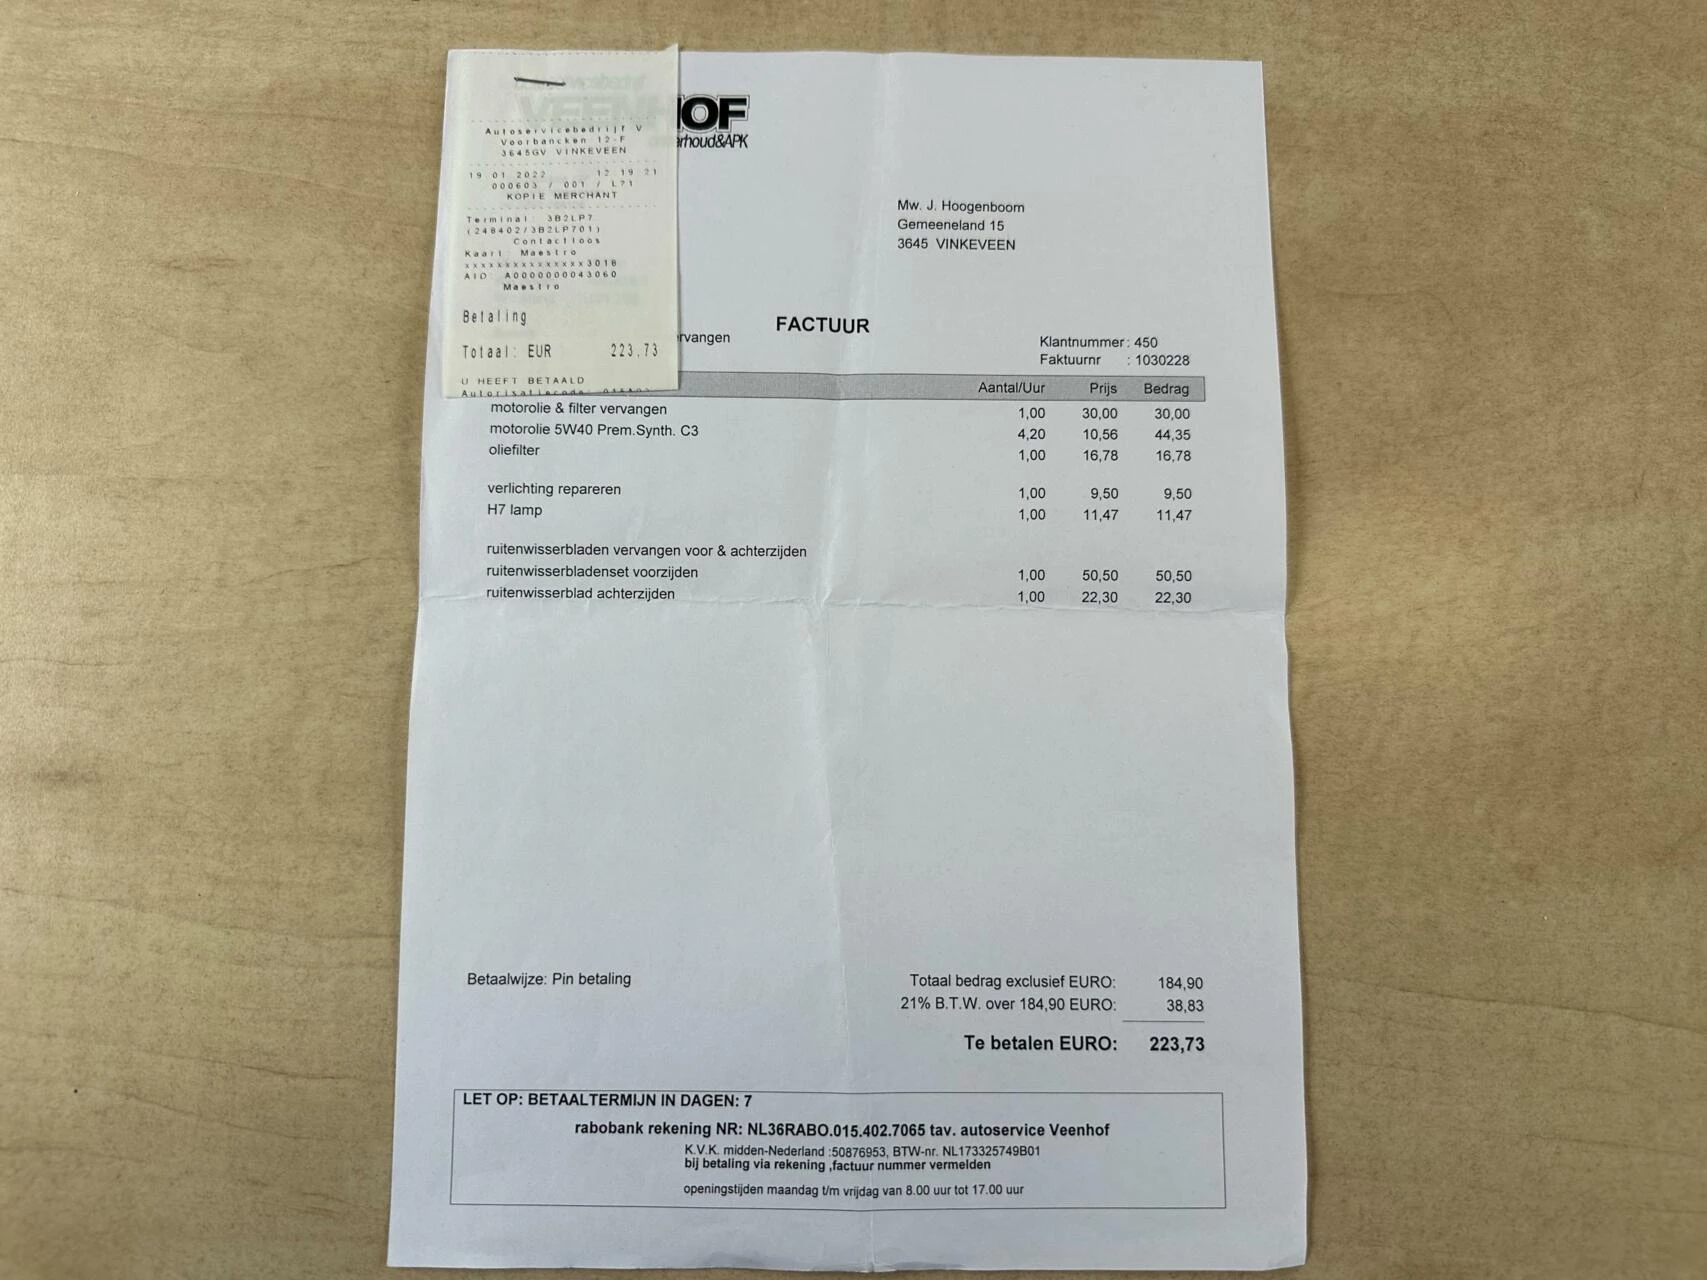 VEENHOF
rhoud&APK
Autoservicebedrijf V
Voorbancken 12-F
3645GV VINKEVEEN
19 01 2022 12 19 21
000603 / 001 / L71
KOPIE MERCHANT
Terminal: 3B2LP7
(248402/3B2LP701)
Contactloos
Kaart: Maestro
xxxxxxxxxxxxxxx3018
AID: A0000000043060
Maestro
Betaling
Totaal: EUR 223,73
U HEEFT BETAALD
Autorisatiecode:
Mw. J. Hoogenboom
Gemeeneland 15
3645 VINKEVEEN
FACTUUR
rvangen
Klantnummer : 450
Faktuurnr : 1030228
Aantal/Uur Prijs Bedrag
motorolie & filter vervangen 1,00 30,00 30,00
motorolie 5W40 Prem.Synth. C3 4,20 10,56 44,35
oliefilter 1,00 16,78 16,78
verlichting repareren 1,00 9,50 9,50
H7 lamp 1,00 11,47 11,47
ruitenwisserbladen vervangen voor & achterzijden
ruitenwisserbladenset voorzijden 1,00 50,50 50,50
ruitenwisserblad achterzijden 1,00 22,30 22,30
Betaalwijze: Pin betaling
Totaal bedrag exclusief EURO: 184,90
21% B.T.W. over 184,90 EURO: 38,83
Te betalen EURO: 223,73
LET OP: BETAALTERMIJN IN DAGEN: 7
rabobank rekening NR: NL36RABO.015.402.7065 tav. autoservice Veenhof
K.V.K. midden-Nederland :50876953, BTW-nr. NL173325749B01
bij betaling via rekening ,factuur nummer vermelden
openingstijden maandag t/m vrijdag van 8.00 uur tot 17.00 uur